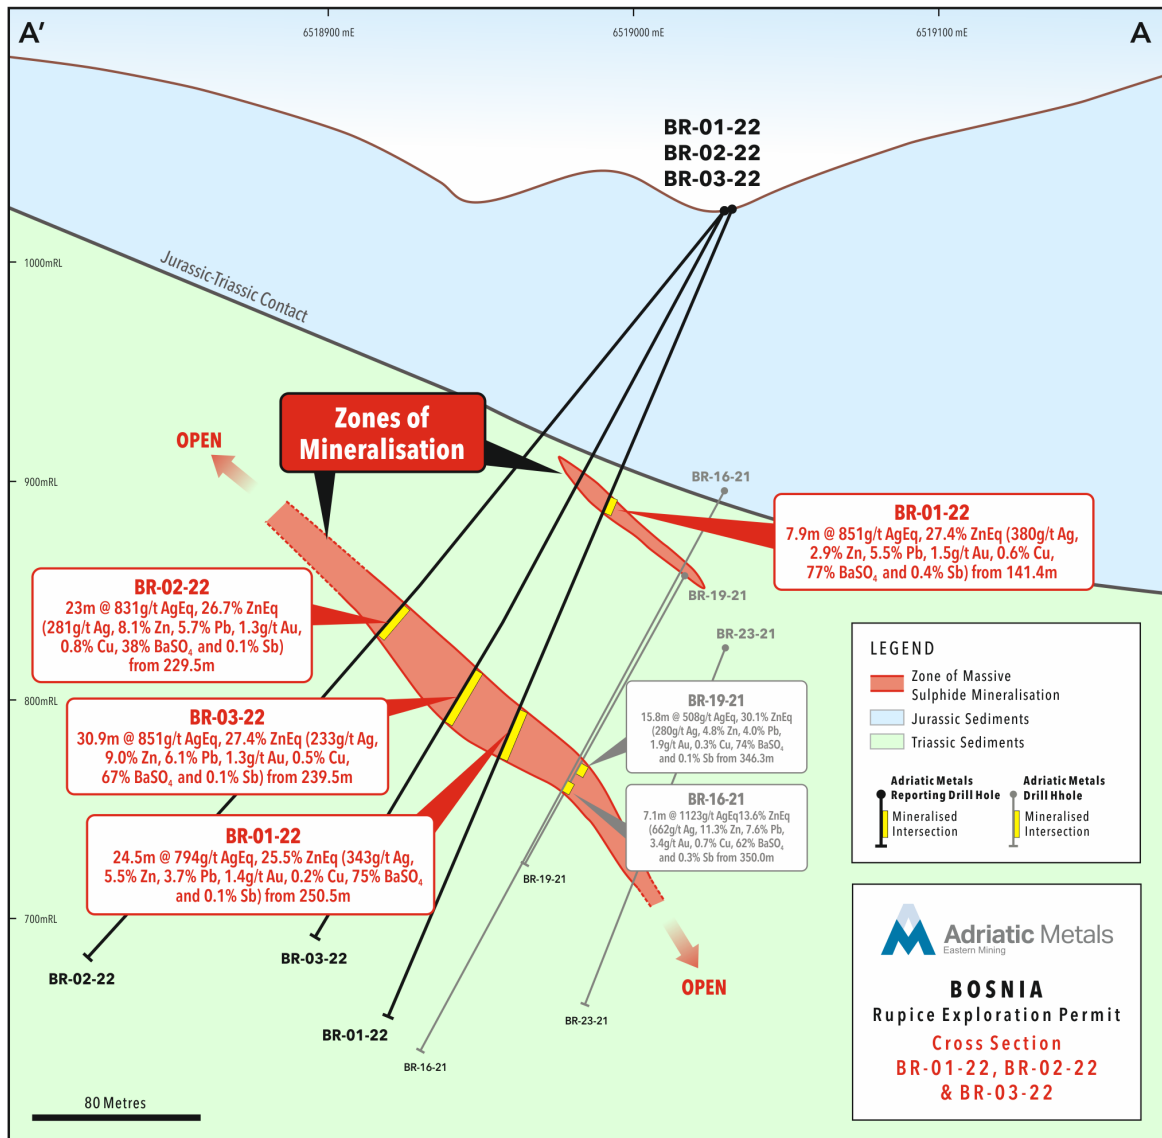 A’
6518900 mE
6519000 mE
6519100 mE
A
BR-01-22
BR-02-22
BR-03-22
1000mRL
Jurassic-Triassic Contact
Zones of
Mineralisation
OPEN
900mRL
BR-16-21
BR-01-22
7.9m @ 851g/t AgEq, 27.4% ZnEq (380g/t Ag,
2.9% Zn, 5.5% Pb, 1.5g/t Au, 0.6% Cu,
77% BaSO₄ and 0.4% Sb) from 141.4m
BR-19-21
BR-02-22
23m @ 831g/t AgEq, 26.7% ZnEq
(281g/t Ag, 8.1% Zn, 5.7% Pb, 1.3g/t Au,
0.8% Cu, 38% BaSO₄ and 0.1% Sb)
from 229.5m
BR-23-21
800mRL
BR-03-22
30.9m @ 851g/t AgEq, 27.4% ZnEq (233g/t Ag,
9.0% Zn, 6.1% Pb, 1.3g/t Au, 0.5% Cu,
67% BaSO₄ and 0.1% Sb) from 239.5m
BR-19-21
15.8m @ 508g/t AgEq, 30.1% ZnEq
(280g/t Ag, 4.8% Zn, 4.0% Pb,
1.9g/t Au, 0.3% Cu, 74% BaSO₄
and 0.1% Sb from 346.3m
BR-16-21
7.1m @ 1123g/t AgEq13.6% ZnEq
(662g/t Ag, 11.3% Zn, 7.6% Pb,
3.4g/t Au, 0.7% Cu, 62% BaSO₄
and 0.3% Sb from 350.0m
BR-01-22
24.5m @ 794g/t AgEq, 25.5% ZnEq (343g/t Ag,
5.5% Zn, 3.7% Pb, 1.4g/t Au, 0.2% Cu, 75% BaSO₄
and 0.1% Sb) from 250.5m
BR-19-21
700mRL
BR-02-22
BR-03-22
BR-01-22
BR-16-21
BR-23-21
OPEN
80 Metres
LEGEND
Zone of Massive
Sulphide Mineralisation
Jurassic Sediments
Triassic Sediments
Adriatic Metals
Reporting Drill Hole
Mineralised
Intersection
Adriatic Metals
Drill Hhole
Mineralised
Intersection
Adriatic Metals
Eastern Mining
BOSNIA
Rupice Exploration Permit
Cross Section
BR-01-22, BR-02-22
& BR-03-22